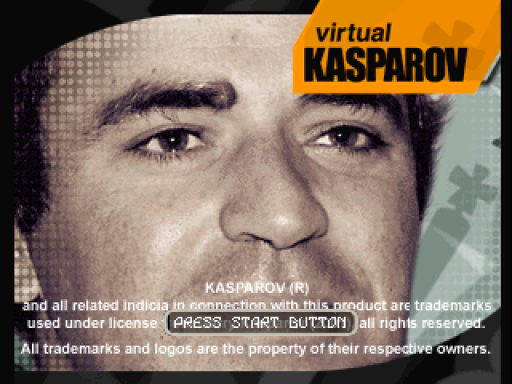 virtual
KASPAROV
KASPAROV (R)
and all related indicia in connection with this product are trademarks
used under license
PRESS START BUTTON
all rights reserved.
All trademarks and logos are the property of their respective owners.